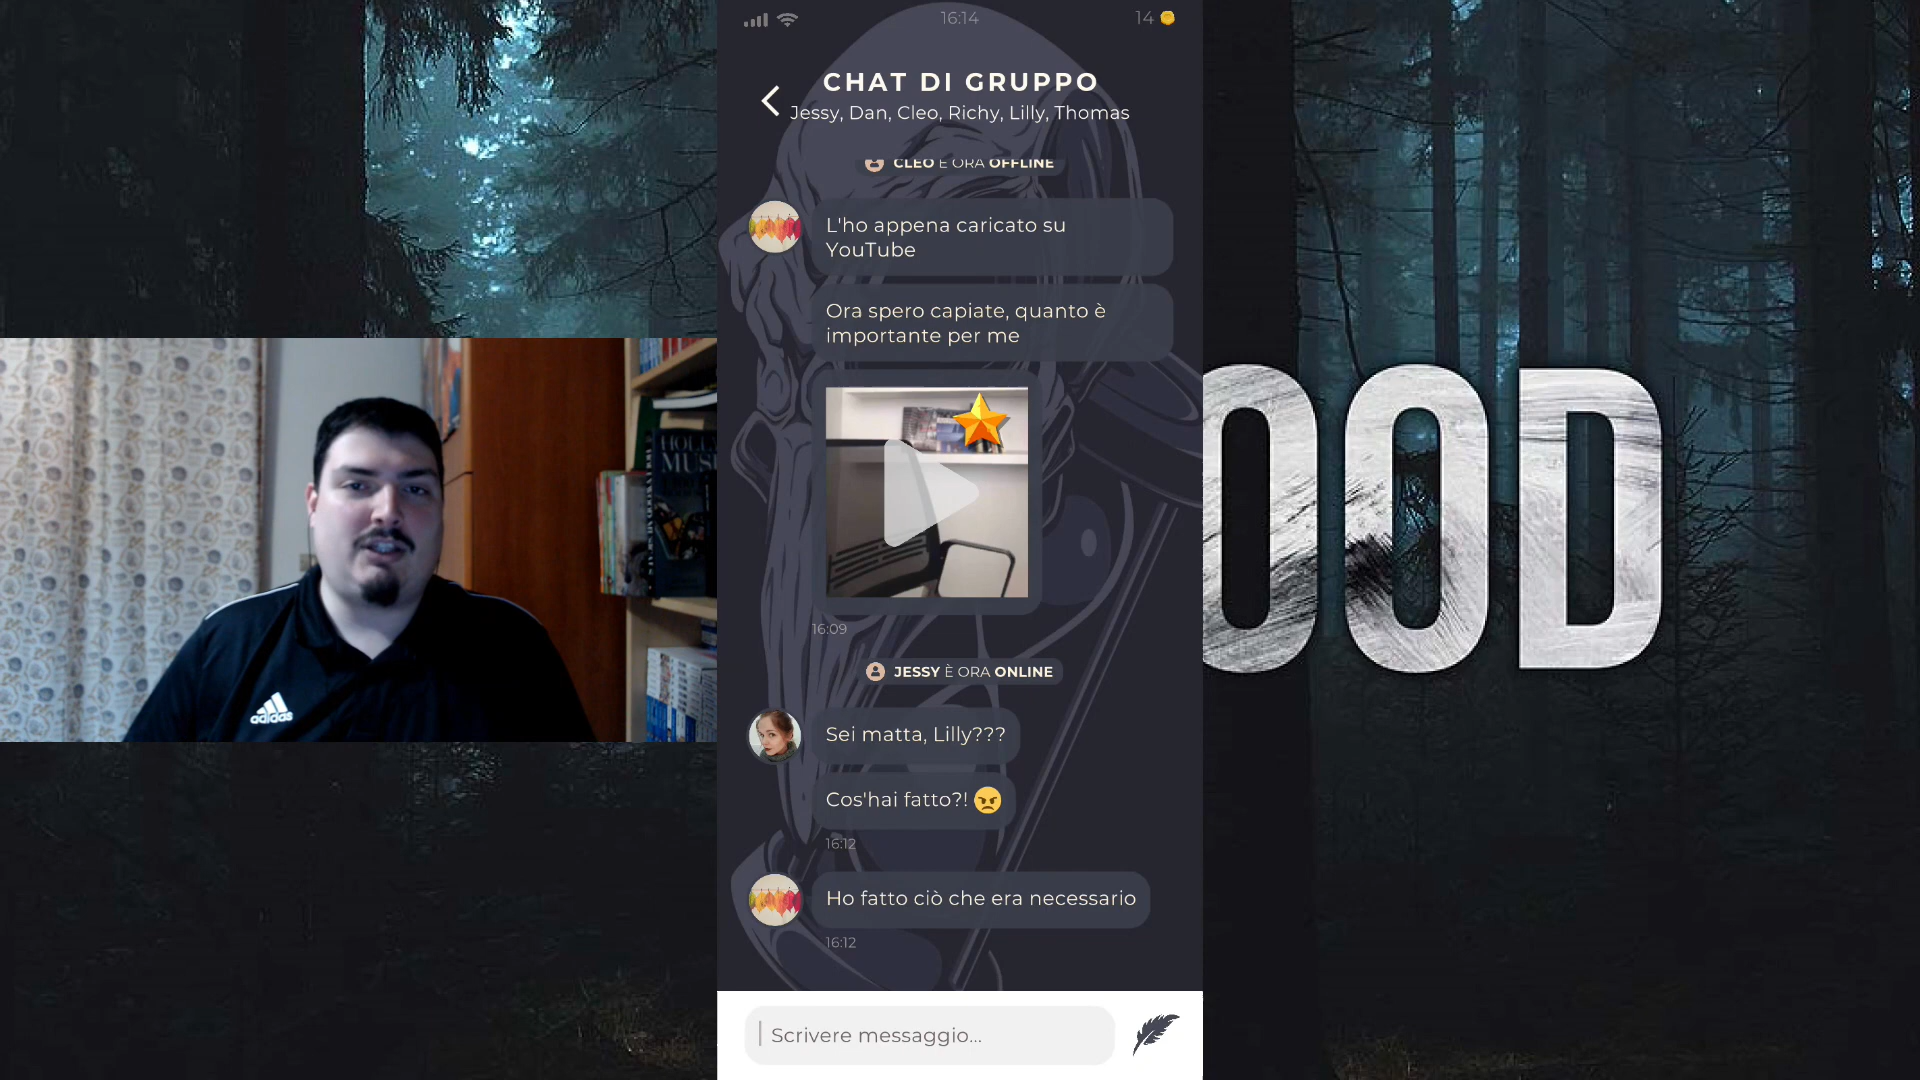 16:14
14
CHAT DI GRUPPO
Jessy, Dan, Cleo, Richy, Lilly, Thomas
CLEO È ORA OFFLINE
L'ho appena caricato su
YouTube
Ora spero capiate, quanto è
importante per me
16:09
JESSY È ORA ONLINE
Sei matta, Lilly???
Cos'hai fatto?!
16:12
Ho fatto ciò che era necessario
16:12
Scrivere messaggio...
OOD
adidas